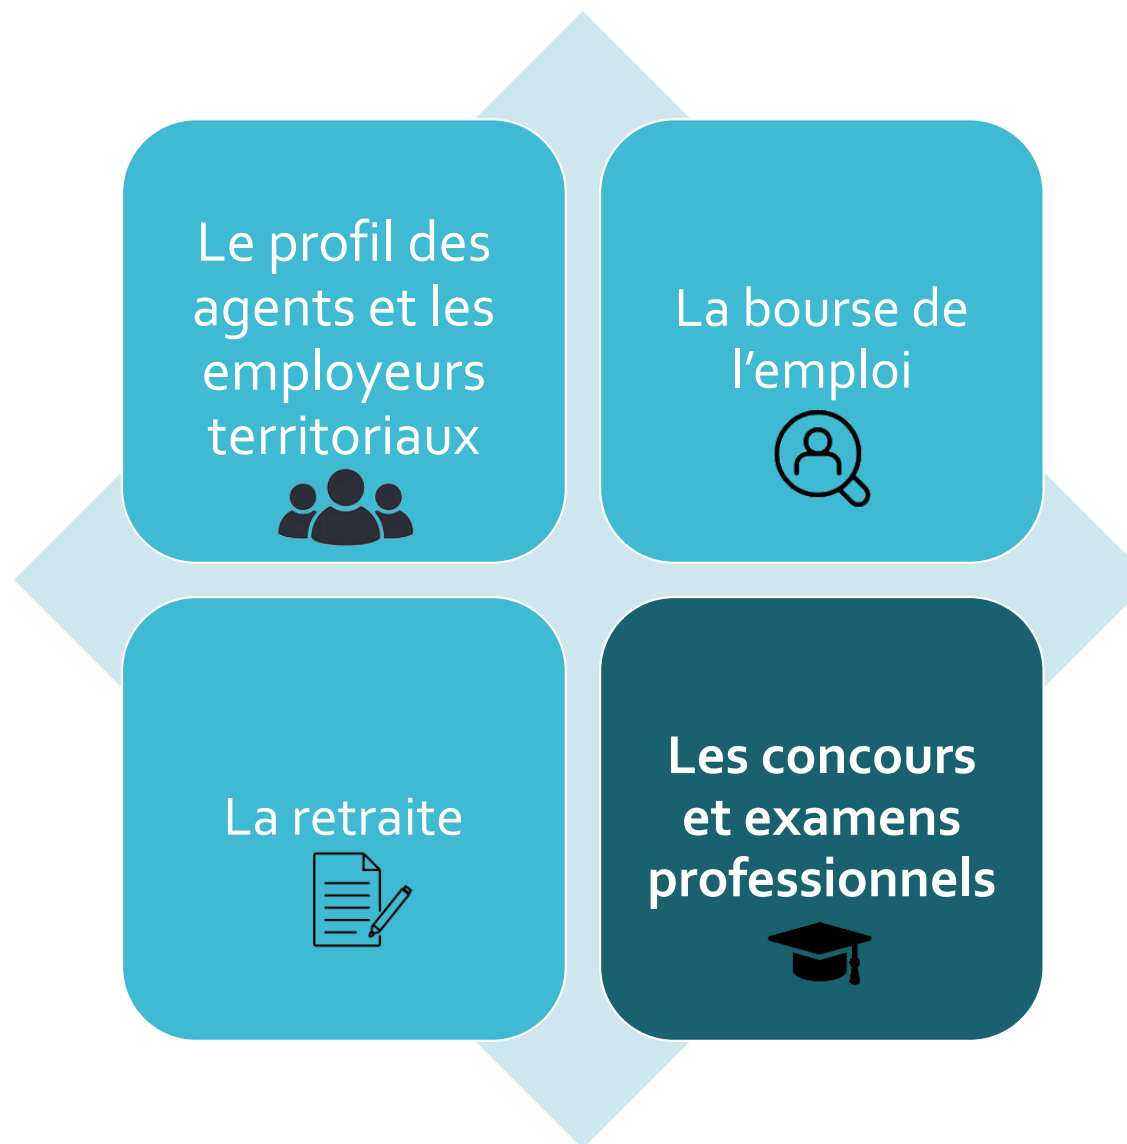 Le profil des
agents et les
employeurs
territoriaux
La bourse de
l’emploi
La retraite
Les concours
et examens
professionnels